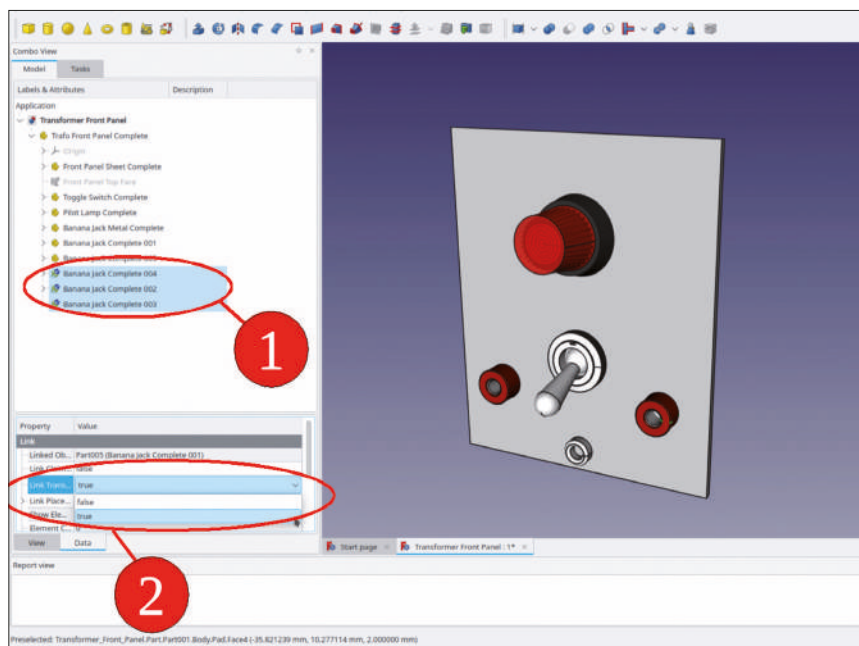 Combo View
Model Tasks
Labels & Attributes Description
Application
Transformer Front Panel
Trafo Front Panel Complete
Origin
Front Panel Sheet Complete
Front Panel Top Face
Toggle Switch Complete
Pilot Lamp Complete
Banana Jack Metal Complete
Banana Jack Complete 001
Banana Jack Complete 004
Banana Jack Complete 002
Banana Jack Complete 003
1
Property Value
Link
Linked Ob... Part005 (Banana Jack Complete 001)
false
Link Trans... true
Link Place... false
Show Ele... true
Element C... 0
View Data
Start page Transformer Front Panel : 1*
2
Report view
Preselected: Transformer_Front_Panel.Part.Part001.Body.Pad.Face4 (-35.821239 mm, 10.277114 mm, 2.000000 mm)